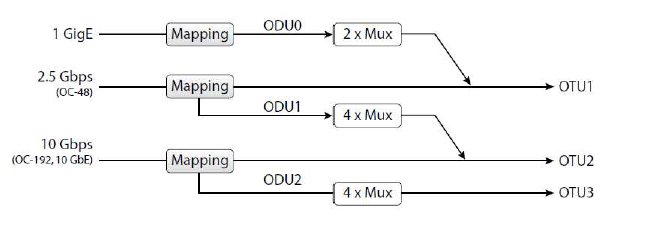 1 GigE Mapping ODU0 2 x Mux
2.5 Gbps
(OC-48)
Mapping OTU1
ODU1 4 x Mux
10 Gbps
(OC-192, 10 GbE)
Mapping OTU2
ODU2 4 x Mux OTU3